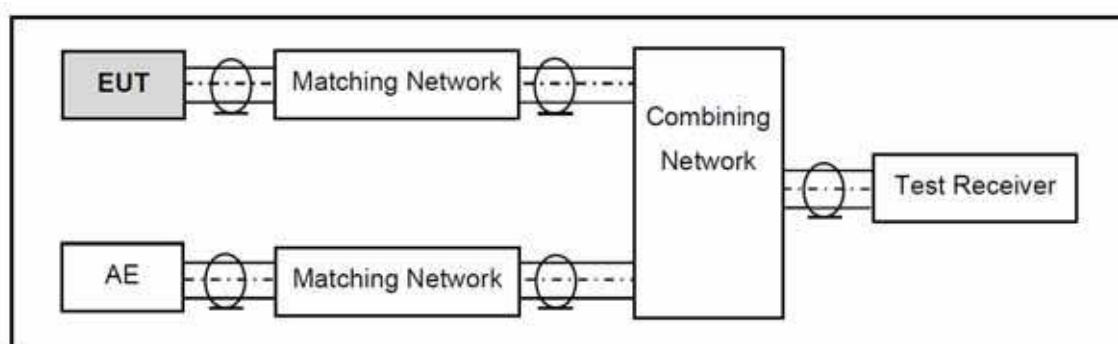 EUT
Matching Network
Combining
Network
Test Receiver
AE
Matching Network